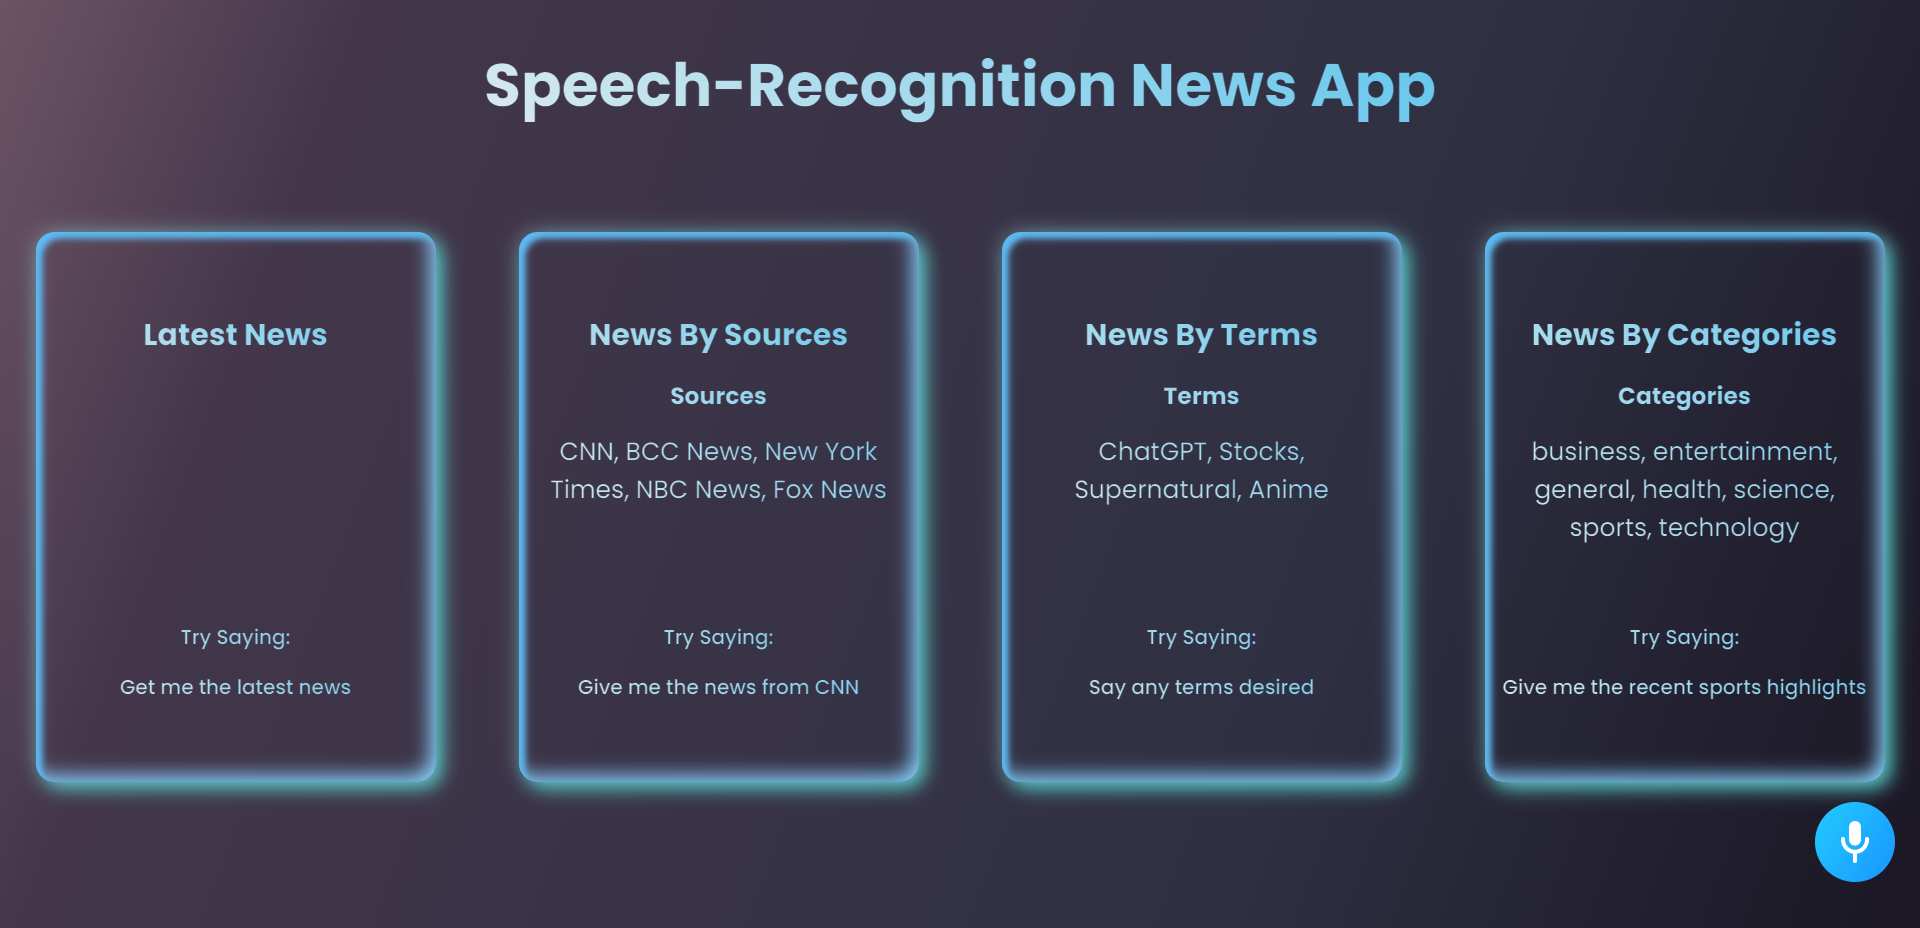 Speech-Recognition News App
Latest News
Try Saying:
Get me the latest news
News By Sources
Sources
CNN, BCC News, New York
Times, NBC News, Fox News
Try Saying:
Give me the news from CNN
News By Terms
Terms
ChatGPT, Stocks,
Supernatural, Anime
Try Saying:
Say any terms desired
News By Categories
Categories
business, entertainment,
general, health, science,
sports, technology
Try Saying:
Give me the recent sports highlights